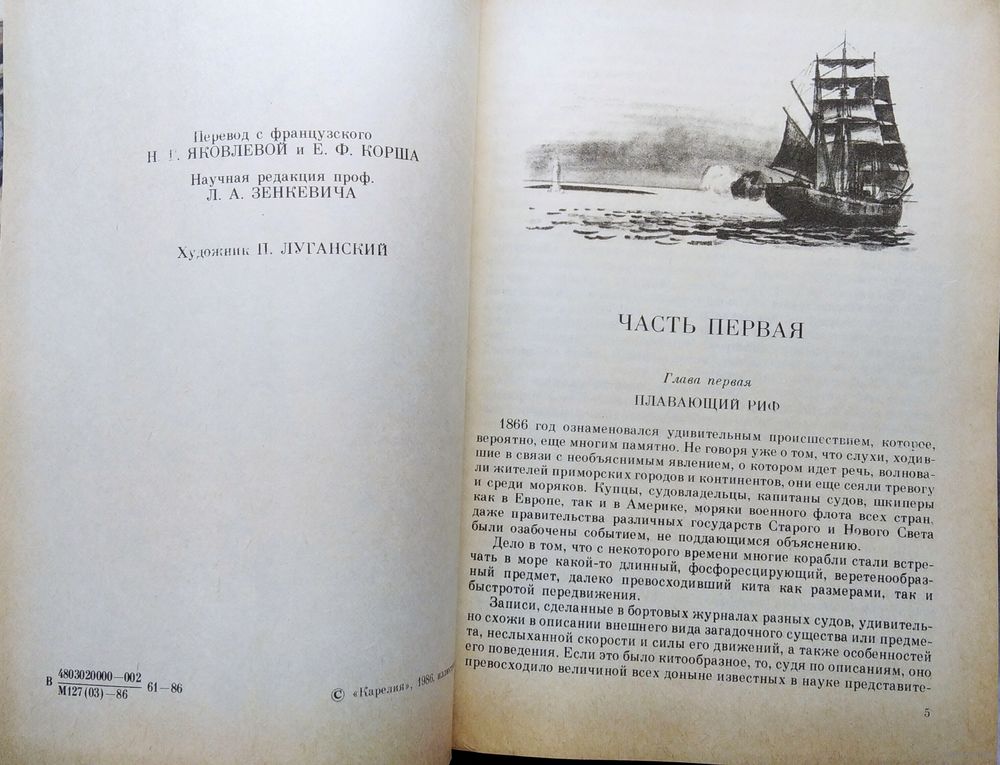 Перевод с французского
Н. Г. ЯКОВЛЕВОЙ и Е. Ф. КОРША
Научная редакция проф.
Л. А. ЗЕНКЕВИЧА
Художник П. ЛУГАНСКИЙ
В 4803020000—002
М127(03)—86 61—86
© «Карелия», 1986,
ЧАСТЬ ПЕРВАЯ
Глава первая
ПЛАВАЮЩИЙ РИФ
1866 год ознаменовался удивительным происшествием, которое,
вероятно, еще многим памятно. Не говоря уже о том, что слухи, ходив-
шие в связи с необъяснимым явлением, о котором идет речь, волнова-
ли жителей приморских городов и континентов, они еще сеяли тревогу
и среди моряков. Купцы, судовладельцы, капитаны судов, шкиперы
как в Европе, так и в Америке, моряки военного флота всех стран,
даже правительства различных государств Старого и Нового Света
были озабочены событием, не поддающимся объяснению.
Дело в том, что с некоторого времени многие корабли стали встре-
чать в море какой-то длинный, фосфоресцирующий, веретенообраз-
ный предмет, далеко превосходивший кита как размерами, так и
быстротой передвижения.
Записи, сделанные в бортовых журналах разных судов, удивитель-
но схожи в описании внешнего вида загадочного существа или предме-
та, неслыханной скорости и силы его движений, а также особенностей
его поведения. Если это было китообразное, то, судя по описаниям, оно
превосходило величиной всех доныне известных в науке представите-
5